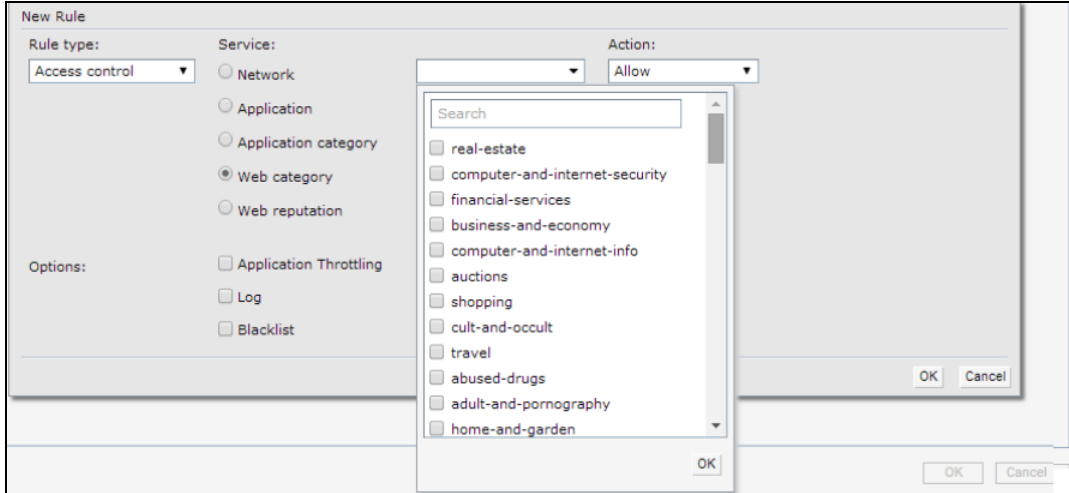 New Rule
Rule type:
Service:
Action:
Access control
Network
Allow
Application
Application category
Web category
Web reputation
Search
real-estate
computer-and-internet-security
financial-services
business-and-economy
computer-and-internet-info
auctions
shopping
cult-and-occult
travel
abused-drugs
adult-and-pornography
home-and-garden
OK
Options:
Application Throttling
Log
Blacklist
OK
Cancel
OK
Cancel